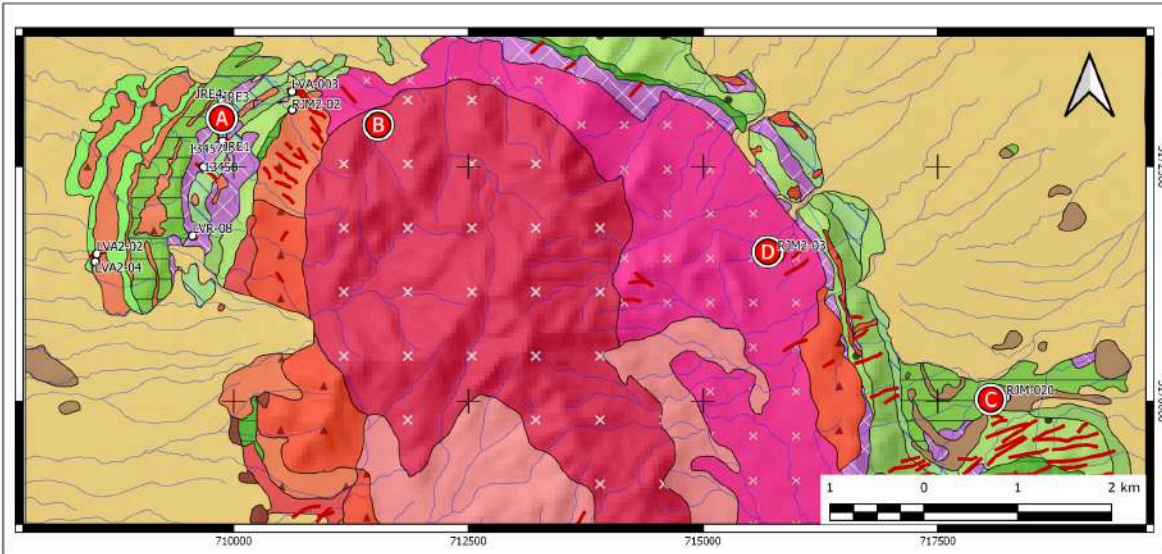 LVA-003
JRE4
JRE3
RJM2-02
A
B
13457
JRE1
LVR-08
LVA2-02
LVA2-04
D
RJM2-03
C
RJM-020
1 0 1 2 km
710000 712500 715000 717500